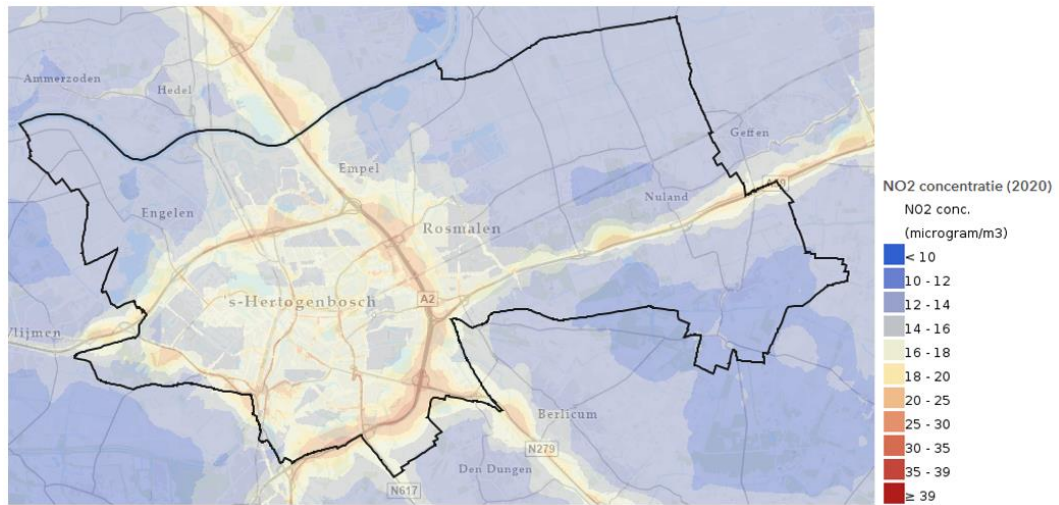 Ammerzoden
Hedel
Empel
Engelen
Rosmalen
Geffen
Nuland
s-Hertogenbosch
A2
Vlijmen
Berlicum
N279
Den Dungen
N617
NO2 concentratie (2020)
NO2 conc.
(microgram/m3)
< 10
10 - 12
12 - 14
14 - 16
16 - 18
18 - 20
20 - 25
25 - 30
30 - 35
35 - 39
≥ 39